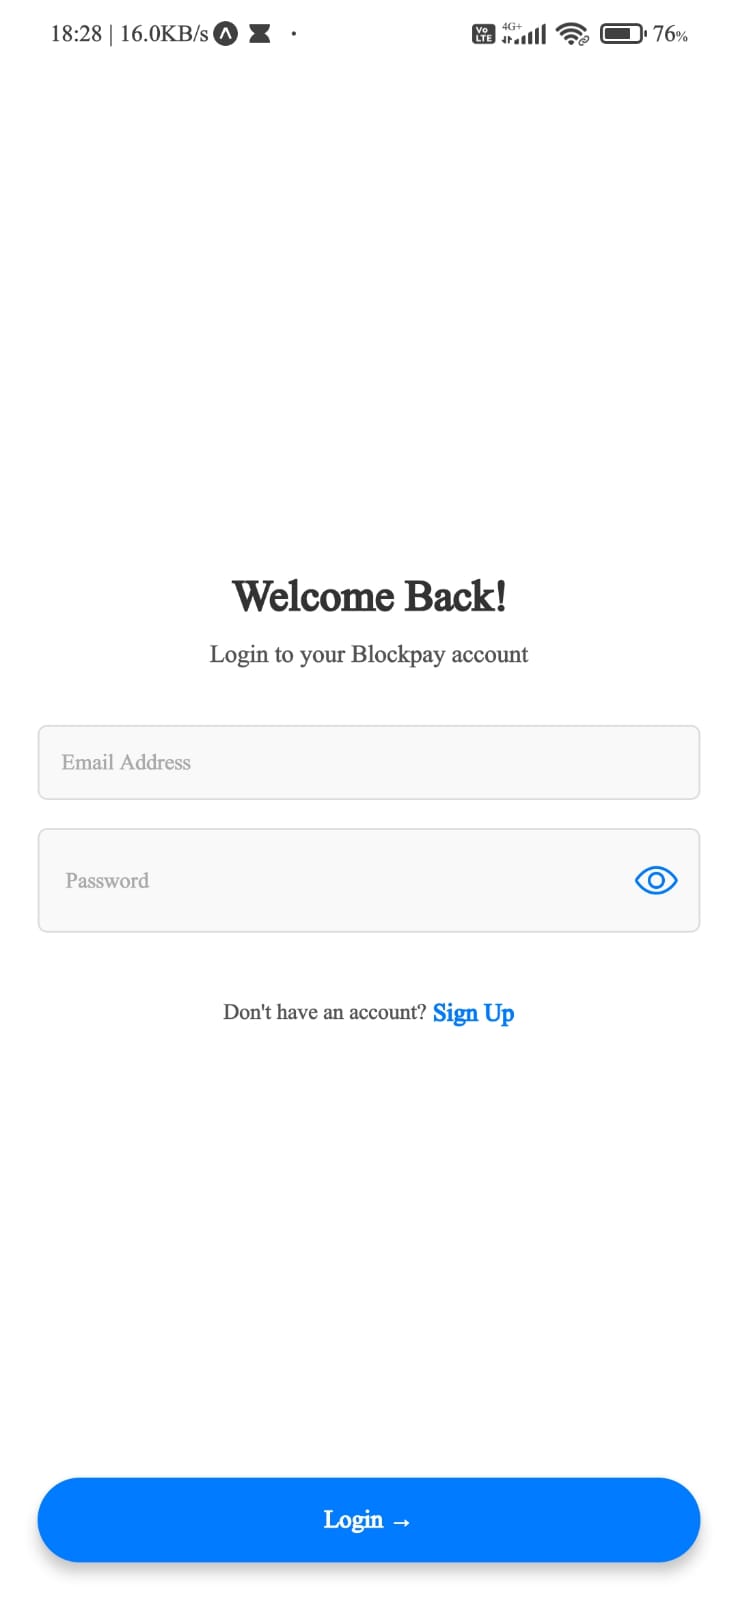 18:28 | 16.0KB/s
Vo LTE 4G+ 76%
Welcome Back!
Login to your Blockpay account
Email Address
Password
Don't have an account? Sign Up
Login →